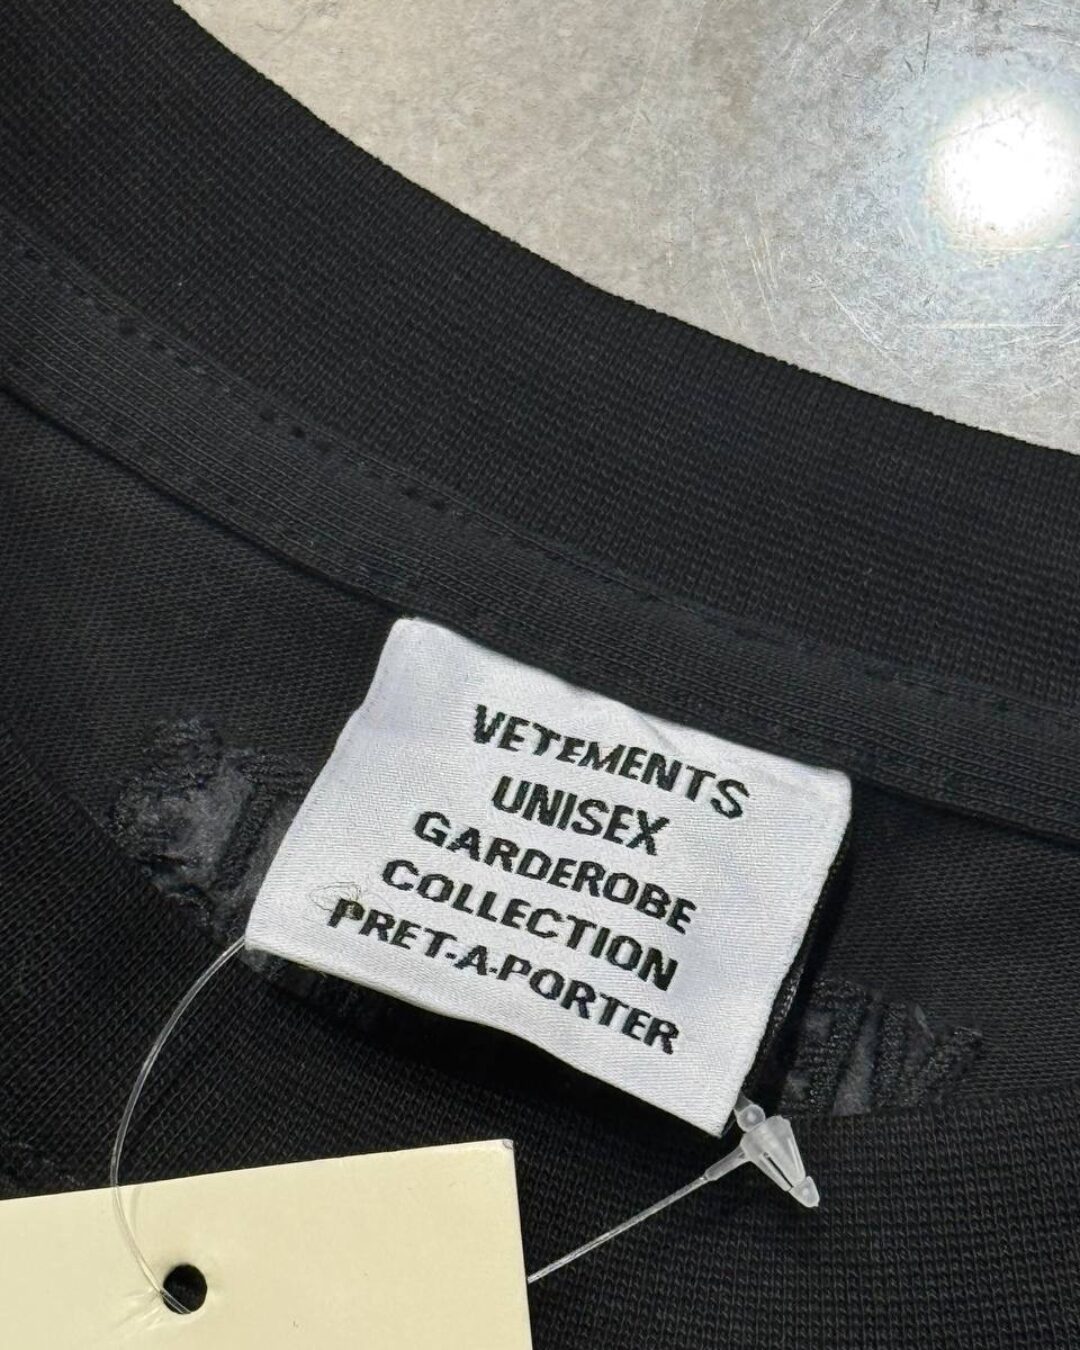 VETEMENTS
UNISEX
GARDEROBE
COLLECTION
PRET-A-PORTER